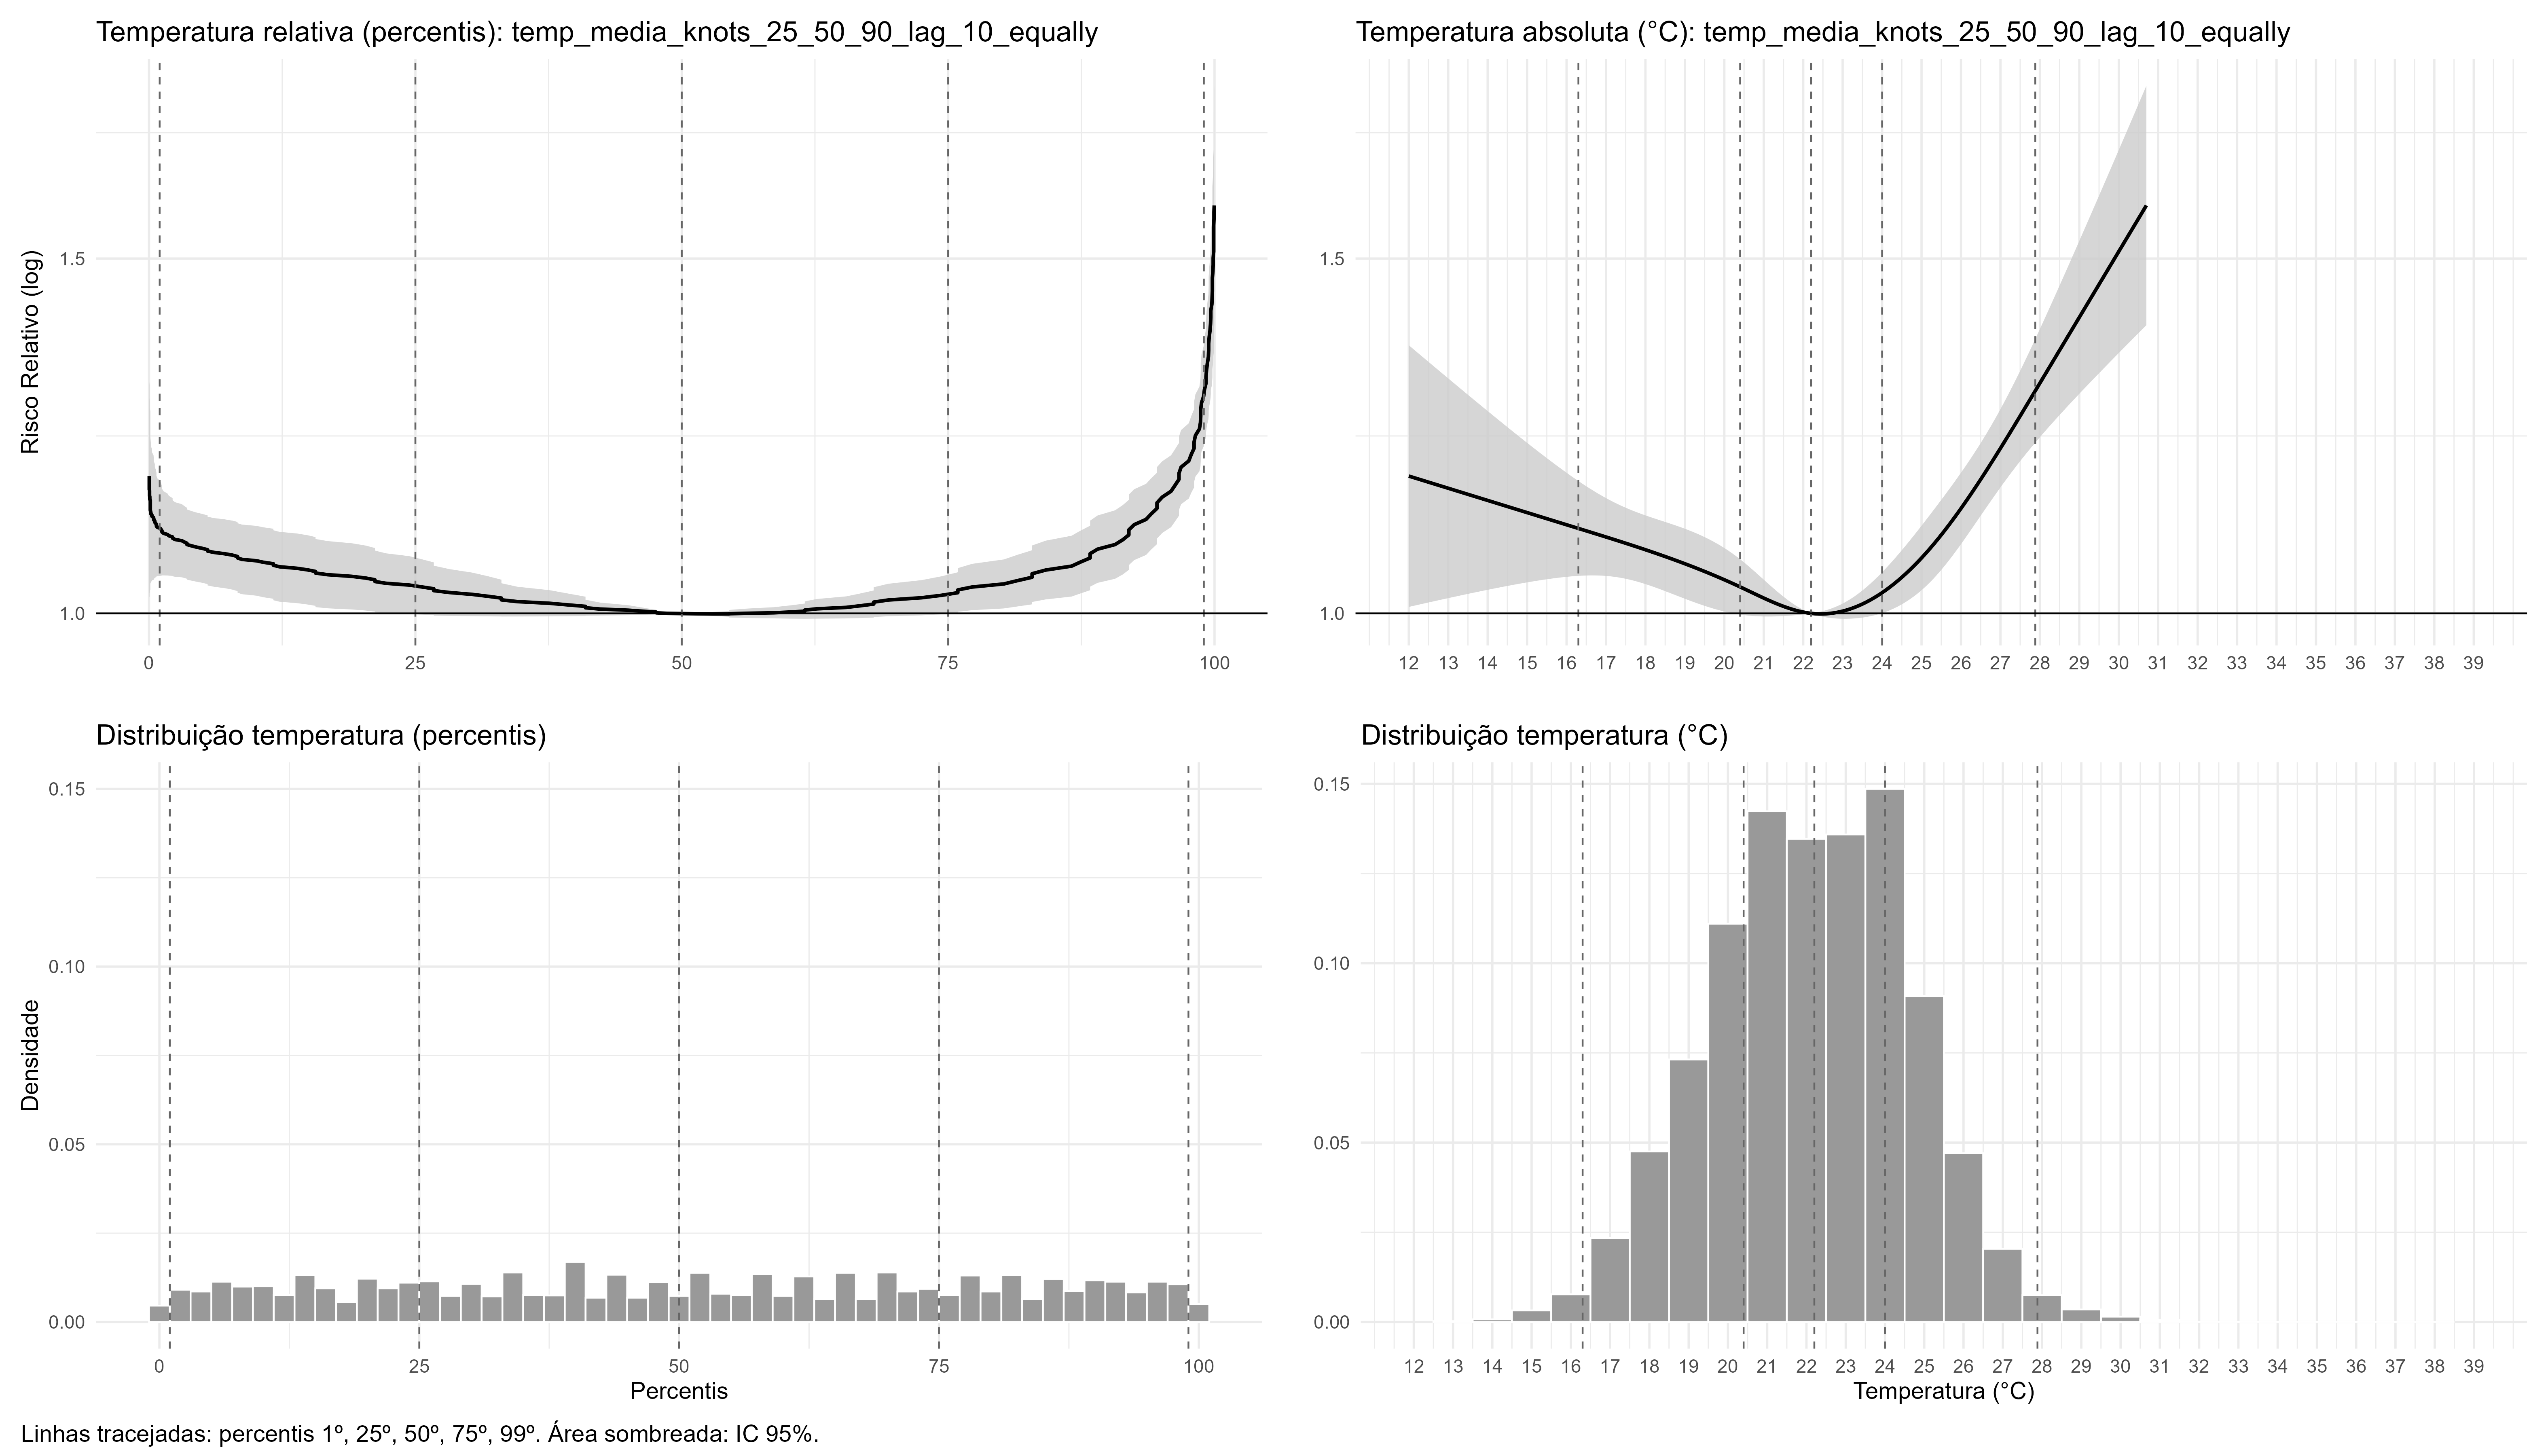 Temperatura relativa (percentis): temp_media_knots_25_50_90_lag_10_equally
Risco Relativo (log)
1.5
1.0
0 25 50 75 100
Temperatura absoluta (°C): temp_media_knots_25_50_90_lag_10_equally
1.5
1.0
12 13 14 15 16 17 18 19 20 21 22 23 24 25 26 27 28 29 30 31 32 33 34 35 36 37 38 39
Distribuição temperatura (percentis)
Densidade
0.15
0.10
0.05
0.00
0 25 50 75 100
Percentis
Distribuição temperatura (°C)
0.15
0.10
0.05
0.00
12 13 14 15 16 17 18 19 20 21 22 23 24 25 26 27 28 29 30 31 32 33 34 35 36 37 38 39
Temperatura (°C)
Linhas tracejadas: percentis 1º, 25º, 50º, 75º, 99º. Área sombreada: IC 95%.